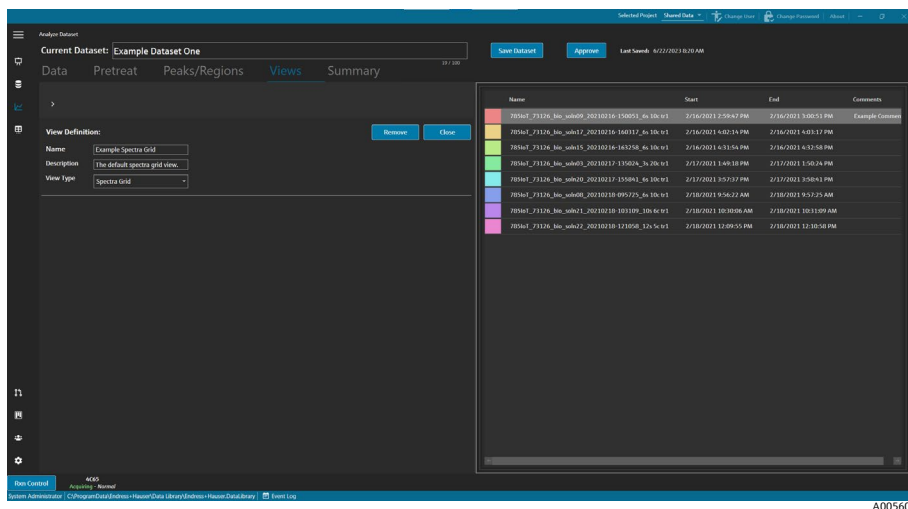 Selected Project Shared Data Change User Change Password About
Analyze Dataset
Current Dataset: Example Dataset One
19 / 100
Save Dataset Approve Last Saved: 6/22/2023 8:20 AM
Data Pretreat Peaks/Regions Views Summary
View Definition: Remove Close
Name Example Spectra Grid
Description The default spectra grid view.
View Type Spectra Grid
Name Start End Comments
785IoT_73126_bio_soln09_20210216-150051_6s 10c tr1 2/16/2021 2:59:47 PM 2/16/2021 3:00:51 PM Example Commen
785IoT_73126_bio_soln17_20210216-160317_6s 10c tr1 2/16/2021 4:02:14 PM 2/16/2021 4:03:17 PM
785IoT_73126_bio_soln15_20210216-163258_6s 10c tr1 2/16/2021 4:31:54 PM 2/16/2021 4:32:58 PM
785IoT_73126_bio_soln03_20210217-135024_3s 20c tr1 2/17/2021 1:49:18 PM 2/17/2021 1:50:24 PM
785IoT_73126_bio_soln20_20210217-155841_6s 10c tr1 2/17/2021 3:57:37 PM 2/17/2021 3:58:41 PM
785IoT_73126_bio_soln08_20210218-095725_6s 10c tr1 2/18/2021 9:56:22 AM 2/18/2021 9:57:25 AM
785IoT_73126_bio_soln21_20210218-103109_10s 6c tr1 2/18/2021 10:30:06 AM 2/18/2021 10:31:09 AM
785IoT_73126_bio_soln22_20210218-121058_12s 5c tr1 2/18/2021 12:09:55 PM 2/18/2021 12:10:58 PM
Rxn Control
4C65
Acquiring - Normal
System Administrator C:\ProgramData\Endress+Hauser\Data Library\Endress+Hauser.DataLibrary Event Log
A00560